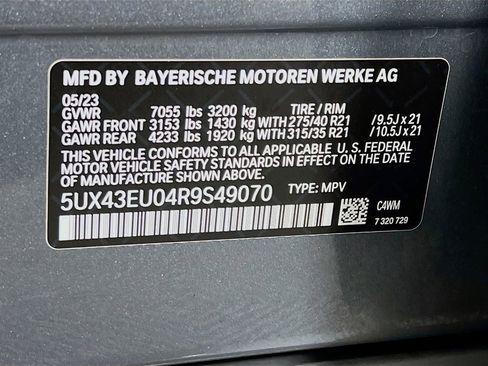 MFD BY BAYERISCHE MOTOREN WERKE AG
05/23
GVWR 7055 lbs 3200 kg TIRE / RIM
GAWR FRONT 3153 lbs 1430 kg WITH 275/40 R21 / 9.5J x 21
GAWR REAR 4233 lbs 1920 kg WITH 315/35 R21 / 10.5J x 21
THIS VEHICLE CONFORMS TO ALL APPLICABLE U. S. FEDERAL
MOTOR VEHICLE SAFETY STANDARDS IN EFFECT ON THE DATE OF
MANUFACTURE SHOWN ABOVE.
5UX43EU04R9S49070 TYPE: MPV
C4WM
7 320 729